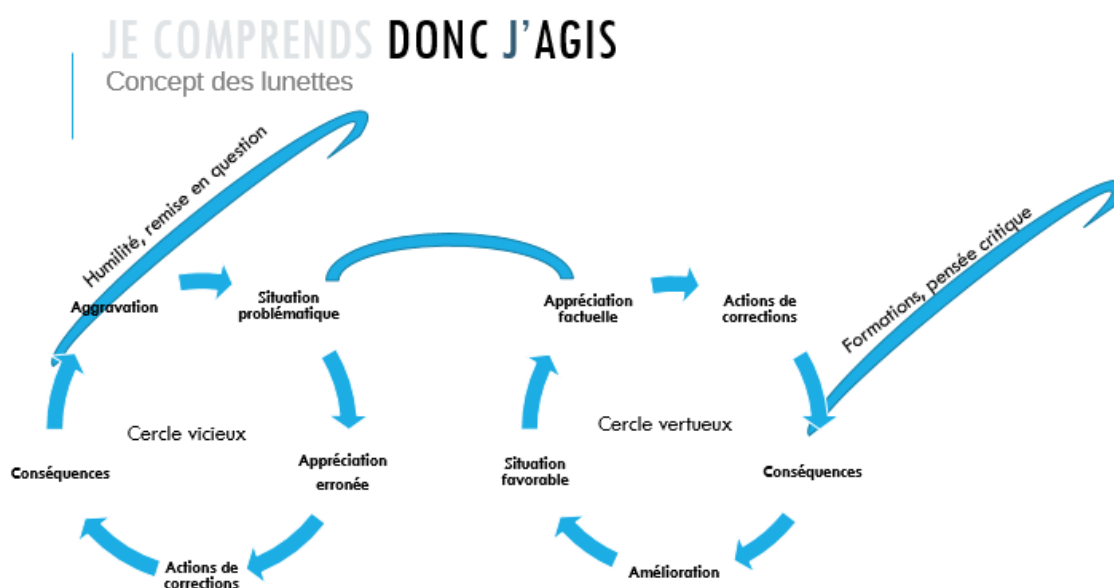 JE COMPRENDS DONC J'AGIS
Concept des lunettes
Humilité, remise en question
Aggravation
Situation
problématique
Appréciation
erronée
Actions de
corrections
Conséquences
Cercle vicieux
Appréciation
factuelle
Actions de
corrections
Formations, pensée critique
Conséquences
Amélioration
Situation
favorable
Cercle vertueux